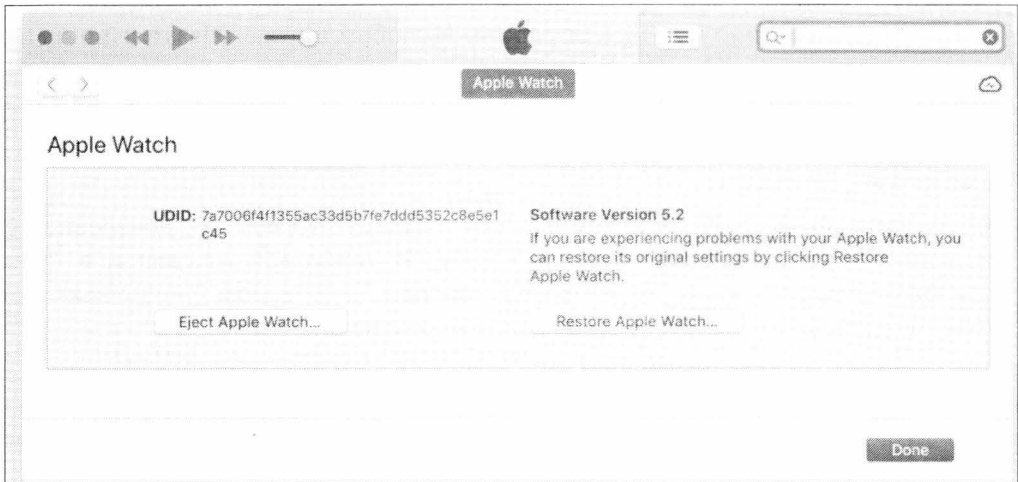 Apple Watch
Apple Watch
UDID: 7a7006f4f1355ac33d5b7fe7ddd5352c8e5e1
c45
Software Version 5.2
If you are experiencing problems with your Apple Watch, you
can restore its original settings by clicking Restore
Apple Watch.
Eject Apple Watch...
Restore Apple Watch...
Done